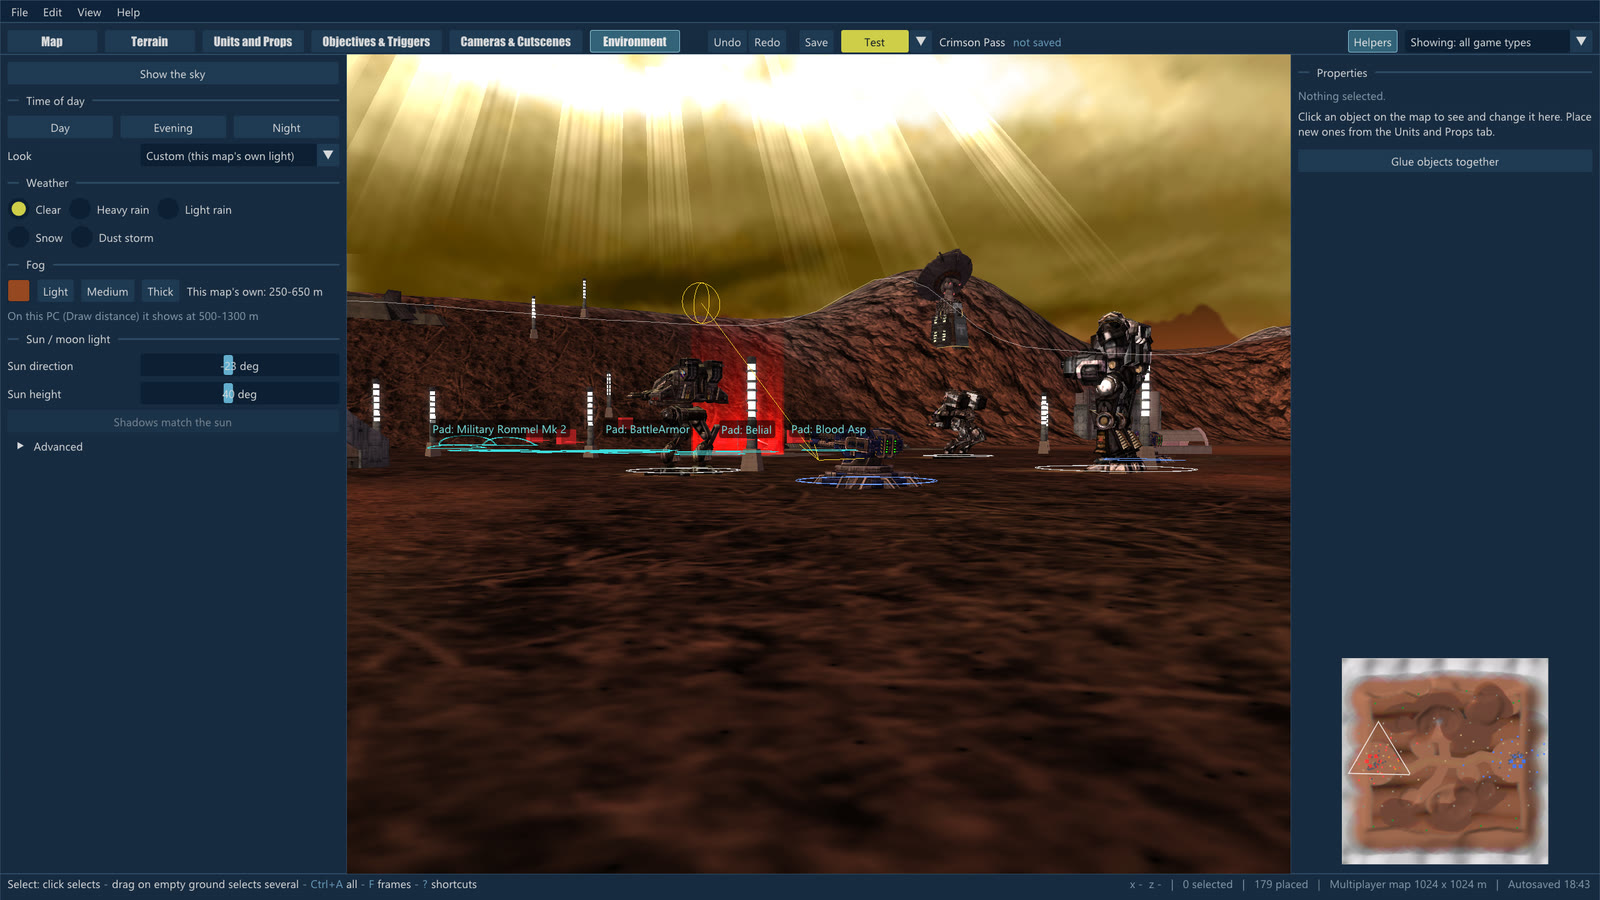 File Edit View Help
Map Terrain Units and Props Objectives & Triggers Cameras & Cutscenes Environment Undo Redo Save Test Crimson Pass not saved Helpers Showing: all game types
Show the sky
Time of day
Day Evening Night
Look Custom (this map's own light)
Weather
Clear Heavy rain Light rain
Snow Dust storm
Fog
Light Medium Thick This map's own: 250-650 m
On this PC (Draw distance) it shows at 500-1300 m
Sun / moon light
Sun direction -23 deg
Sun height 40 deg
Shadows match the sun
Advanced
Pad: Military Rommel Mk 2 Pad: BattleArmor Pad: Belial Pad: Blood Asp
Properties
Nothing selected.
Click an object on the map to see and change it here. Place
new ones from the Units and Props tab.
Glue objects together
Select: click selects - drag on empty ground selects several - Ctrl+A all - F frames - ? shortcuts
x - z - | 0 selected | 179 placed | Multiplayer map 1024 x 1024 m | Autosaved 18:43